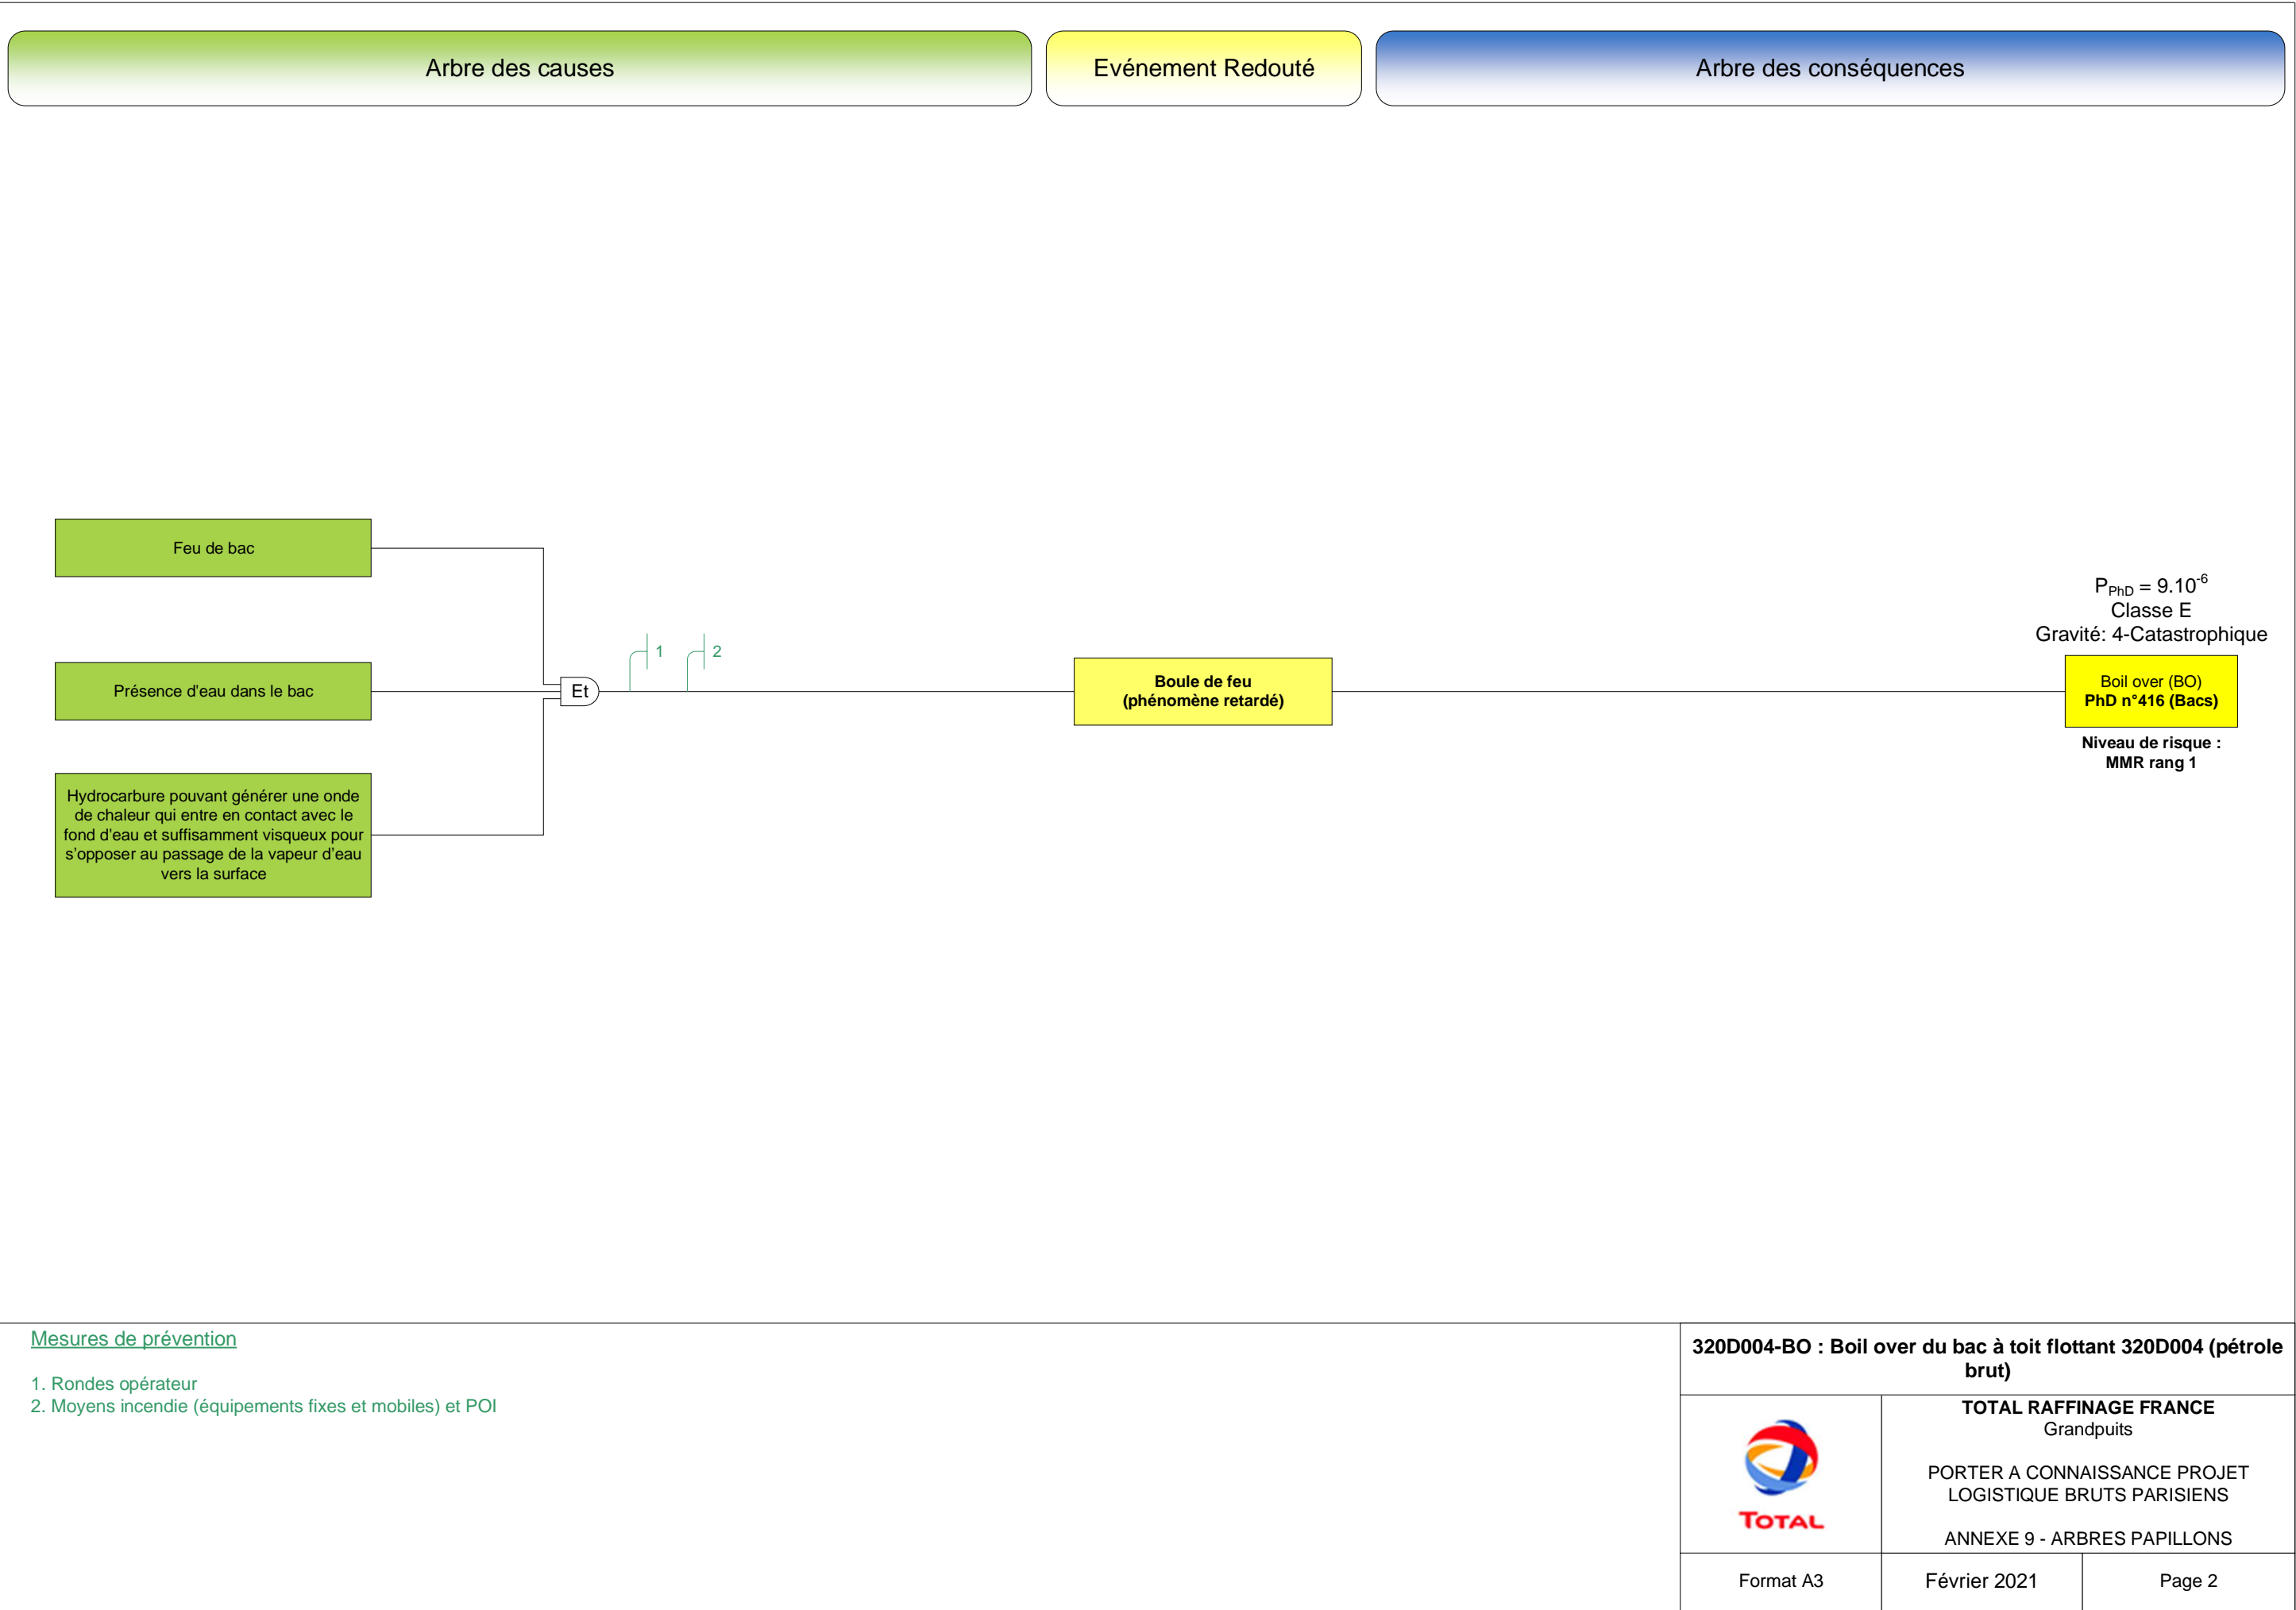 Arbre des causes
Evénement Redouté
Arbre des conséquences
Feu de bac
Présence d'eau dans le bac
Hydrocarbure pouvant générer une onde
de chaleur qui entre en contact avec le
fond d'eau et suffisamment visqueux pour
s’opposer au passage de la vapeur d’eau
vers la surface
Et
1
2
Boule de feu
(phénomène retardé)
PPhD = 9.10-6
Classe E
Gravité: 4-Catastrophique
Boil over (BO)
PhD n°416 (Bacs)
Niveau de risque :
MMR rang 1
Mesures de prévention
1. Rondes opérateur
2. Moyens incendie (équipements fixes et mobiles) et POI
320D004-BO : Boil over du bac à toit flottant 320D004 (pétrole
brut)
TOTAL
TOTAL RAFFINAGE FRANCE
Grandpuits
PORTER A CONNAISSANCE PROJET
LOGISTIQUE BRUTS PARISIENS
ANNEXE 9 - ARBRES PAPILLONS
Format A3
Février 2021
Page 2